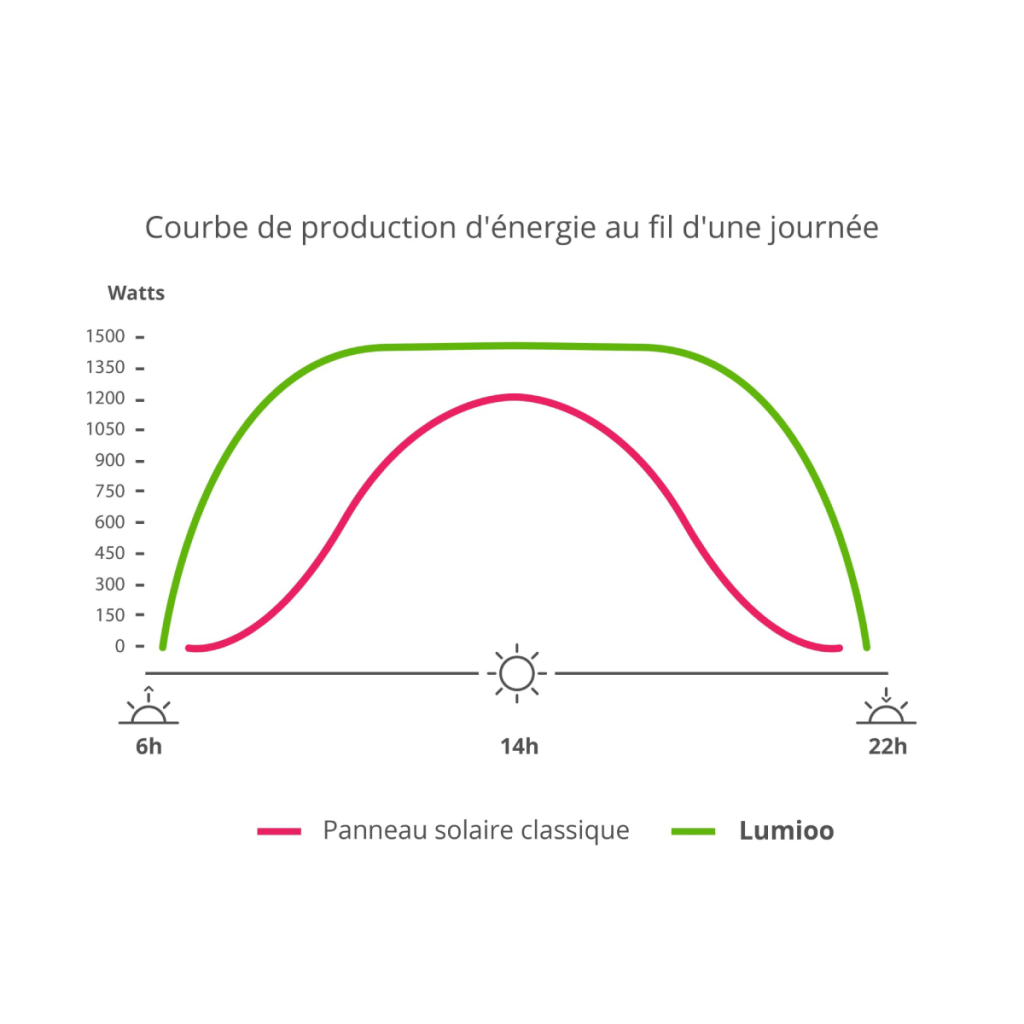 Courbe de production d'énergie au fil d'une journée
Watts
1500
1350
1200
1050
900
750
600
450
300
150
0
6h 14h 22h
Panneau solaire classique Lumioo